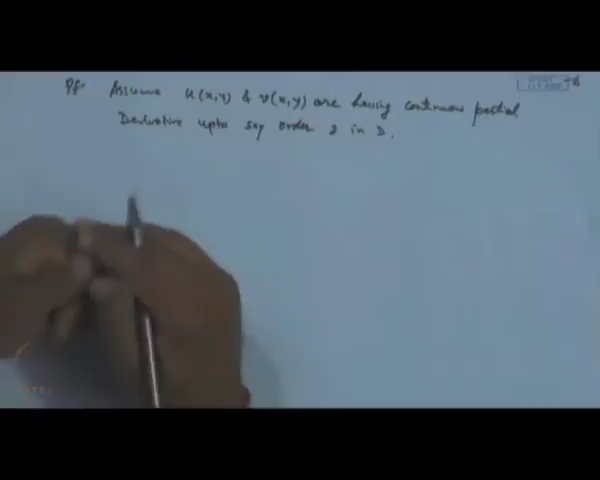 Pf. Assume u(x,y) & v(x,y) are having continuous partial
Derivative upto say order 2 in D.